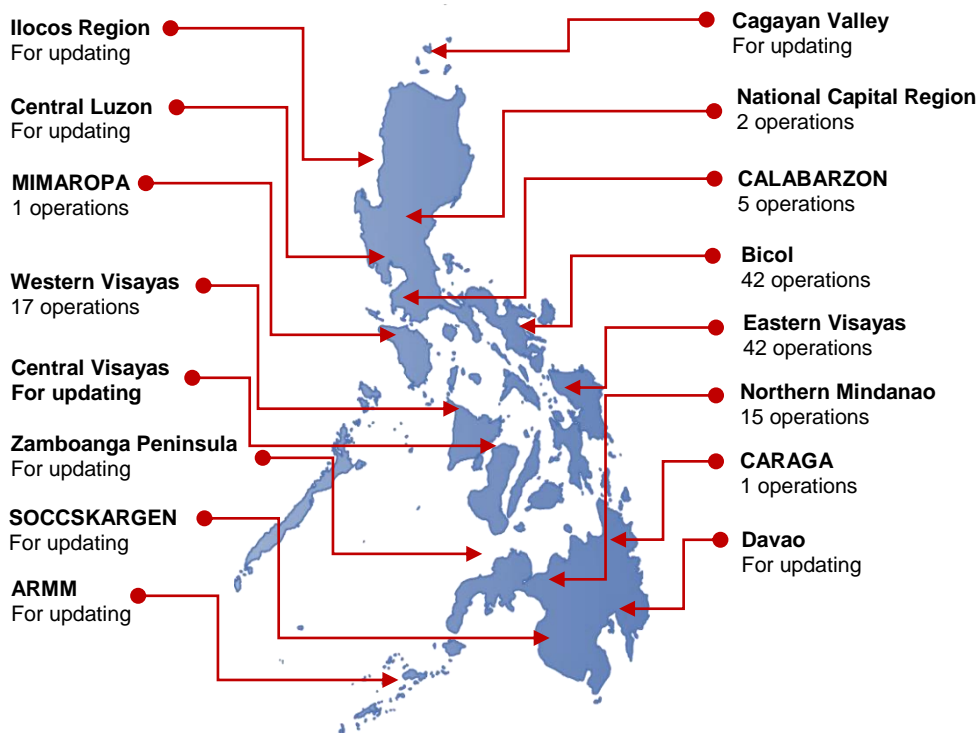 Ilocos Region
For updating
Central Luzon
For updating
MIMAROPA
1 operations
Western Visayas
17 operations
Central Visayas
For updating
Zamboanga Peninsula
For updating
SOCCSKARGEN
For updating
ARMM
For updating
Cagayan Valley
For updating
National Capital Region
2 operations
CALABARZON
5 operations
Bicol
42 operations
Eastern Visayas
42 operations
Northern Mindanao
15 operations
CARAGA
1 operations
Davao
For updating